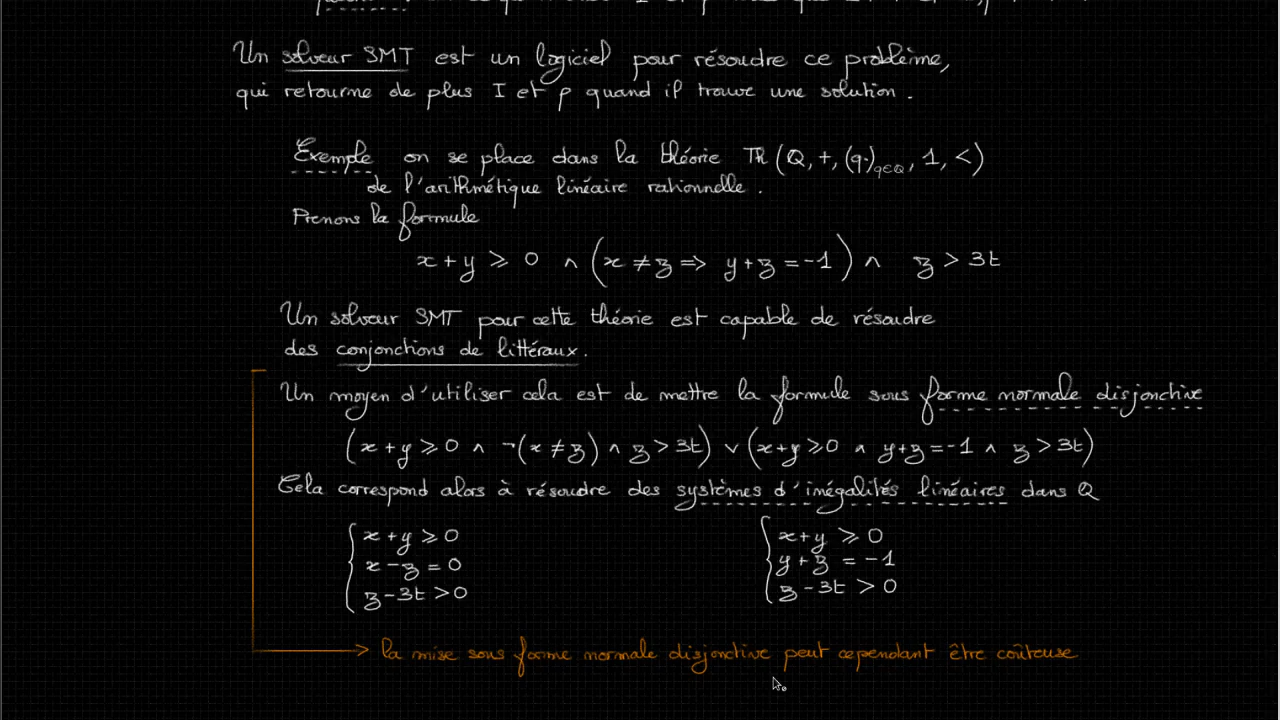 Un solveur SMT est un logiciel pour résoudre ce problème,
qui retourne de plus I et ρ quand il trouve une solution.
Exemple on se place dans la théorie Th (Q, +, (q·)q∈Q, 1, <)
de l'arithmétique linéaire rationnelle.
Prenons la formule
x + y ⩾ 0 ∧ (x ≠ z ⇒ y + z = -1) ∧ z > 3t
Un solveur SMT pour cette théorie est capable de résoudre
des conjonctions de littéraux.
Un moyen d'utiliser cela est de mettre la formule sous forme normale disjonctive
(x + y ⩾ 0 ∧ ¬(x ≠ z) ∧ z > 3t) ∨ (x + y ⩾ 0 ∧ y + z = -1 ∧ z > 3t)
Cela correspond alors à résoudre des systèmes d'inégalités linéaires dans Q
{ x + y ⩾ 0
x - z = 0
z - 3t > 0
{ x + y ⩾ 0
y + z = -1
z - 3t > 0
→ la mise sous forme normale disjonctive peut cependant être coûteuse